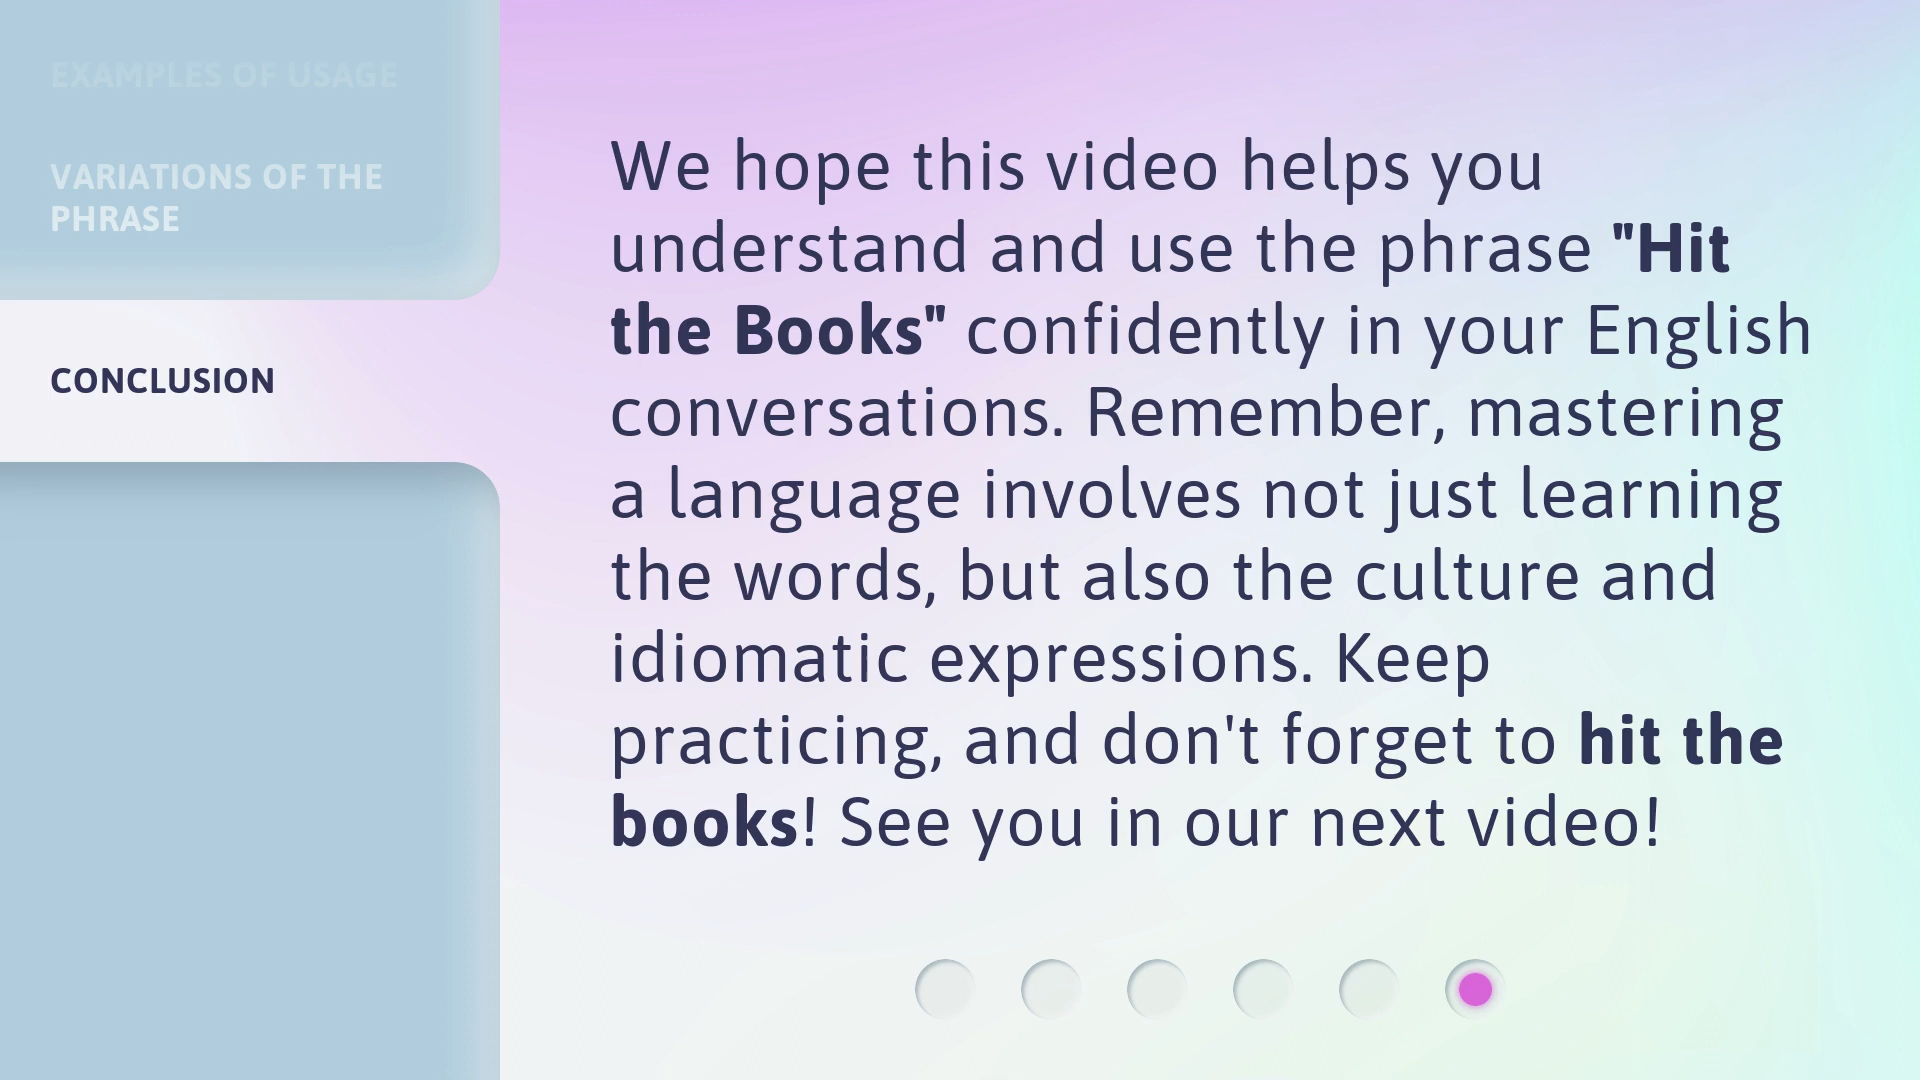 EXAMPLES OF USAGE
VARIATIONS OF THE
PHRASE
CONCLUSION
We hope this video helps you
understand and use the phrase "Hit
the Books" confidently in your English
conversations. Remember, mastering
a language involves not just learning
the words, but also the culture and
idiomatic expressions. Keep
practicing, and don't forget to hit the
books! See you in our next video!